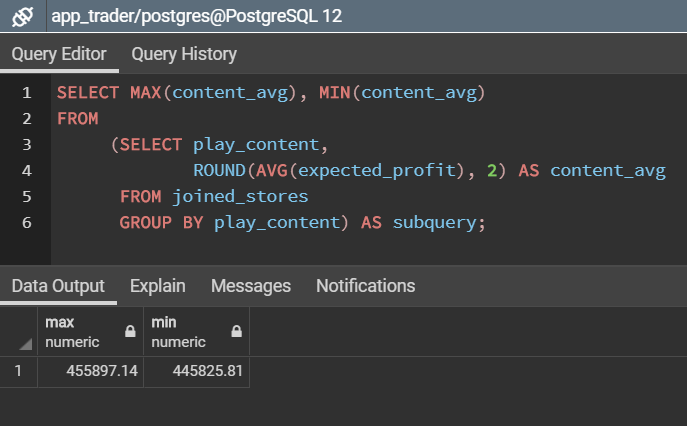 app_trader/postgres@PostgreSQL 12
Query Editor Query History
1 SELECT MAX(content_avg), MIN(content_avg)
2 FROM
3 (SELECT play_content,
4 ROUND(AVG(expected_profit), 2) AS content_avg
5 FROM joined_stores
6 GROUP BY play_content) AS subquery;
Data Output Explain Messages Notifications
max min
numeric numeric
1 455897.14 445825.81